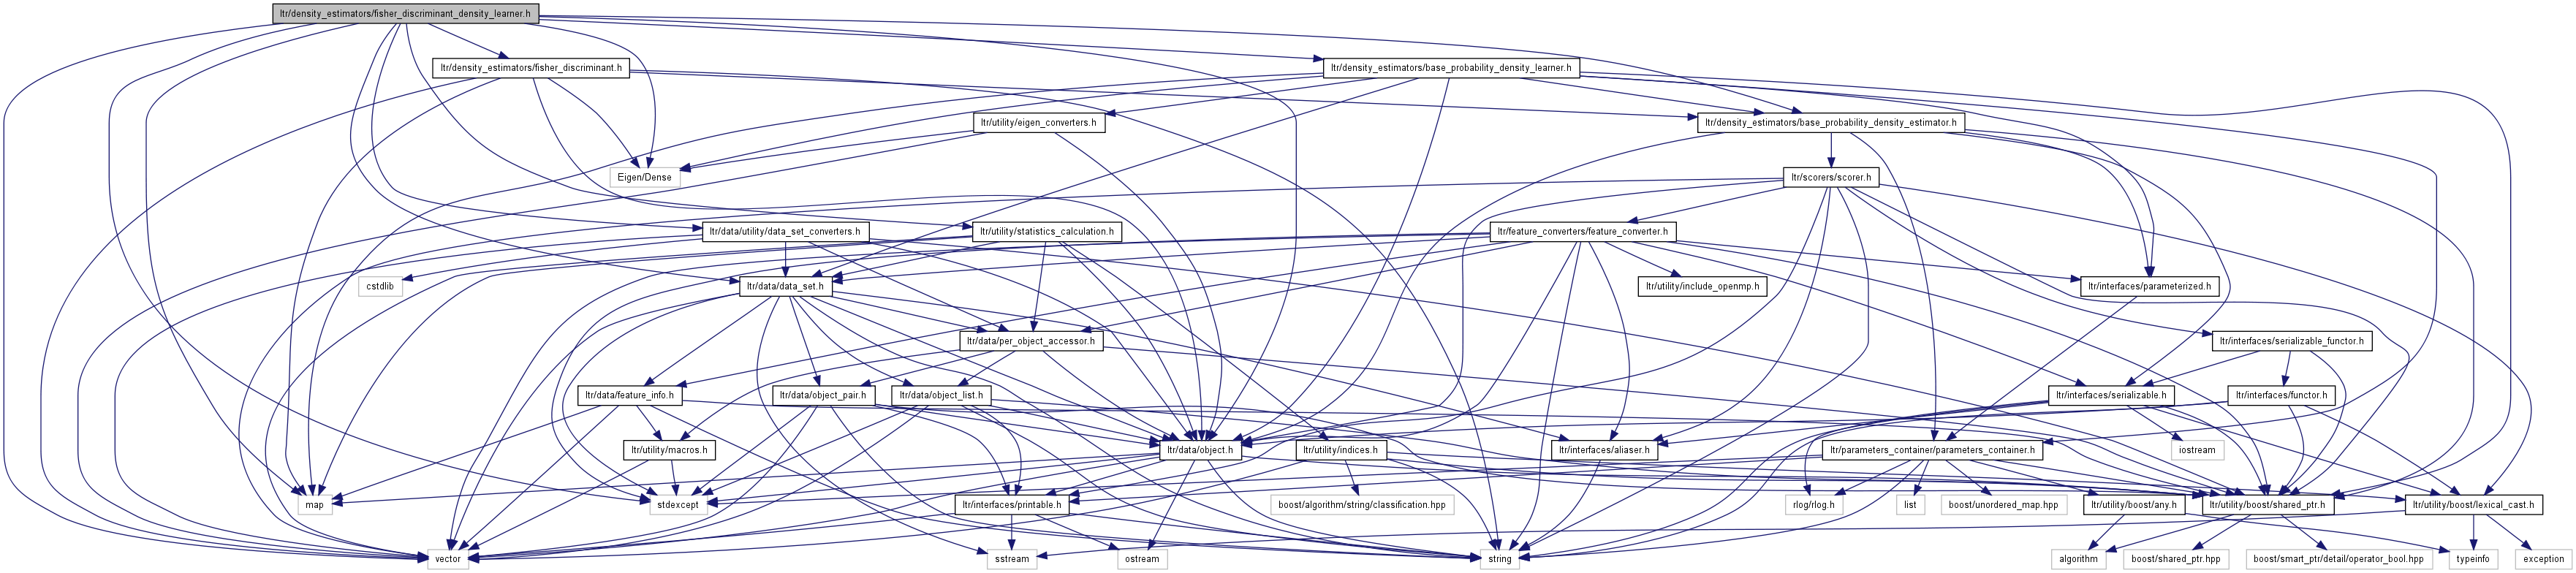 ltr/density_estimators/fisher_discriminant_density_learner.h
ltr/density_estimators/fisher_discriminant.h
ltr/density_estimators/base_probability_density_learner.h
ltr/utility/eigen_converters.h
ltr/density_estimators/base_probability_density_estimator.h
Eigen/Dense
ltr/scorers/scorer.h
ltr/data/utility/data_set_converters.h
ltr/utility/statistics_calculation.h
ltr/feature_converters/feature_converter.h
cstdlib
ltr/data/data_set.h
ltr/utility/include_openmp.h
ltr/interfaces/parameterized.h
ltr/data/per_object_accessor.h
ltr/interfaces/serializable_functor.h
ltr/data/feature_info.h
ltr/data/object_pair.h
ltr/data/object_list.h
ltr/interfaces/serializable.h
ltr/interfaces/functor.h
ltr/utility/macros.h
ltr/data/object.h
ltr/utility/indices.h
ltr/interfaces/aliaser.h
ltr/parameters_container/parameters_container.h
iostream
map
stdexcept
ltr/interfaces/printable.h
boost/algorithm/string/classification.hpp
rlog/rlog.h
list
boost/unordered_map.hpp
ltr/utility/boost/any.h
ltr/utility/boost/shared_ptr.h
ltr/utility/boost/lexical_cast.h
vector
sstream
ostream
string
algorithm
boost/shared_ptr.hpp
boost/smart_ptr/detail/operator_bool.hpp
typeinfo
exception